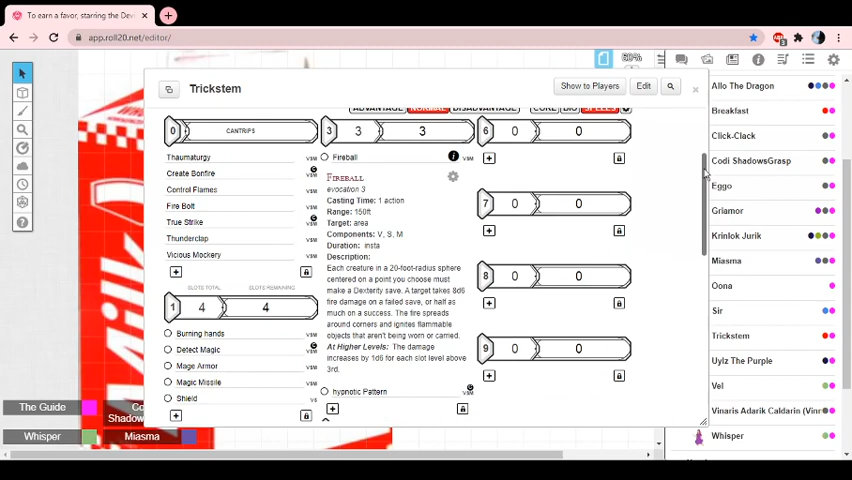 To earn a favor, starring the Dev
app.roll20.net/editor/
60%
Trickstem
Show to Players
Edit
ADVANTAGE
NORMAL
DISADVANTAGE
CORE
BIO
SPELLS
0
CANTRIPS
Thaumaturgy
V S M
Create Bonfire
C
V S M
Control Flames
V S M
Fire Bolt
V S M
True Strike
C
V S M
Thunderclap
V S M
Vicious Mockery
V S M
SLOTS TOTAL
SLOTS REMAINING
1
4
4
Burning hands
V S M
Detect Magic
C
V S M
Mage Armor
V S M
Magic Missile
V S M
Shield
V S
3
3
3
Fireball
V S M
FIREBALL
evocation 3
Casting Time: 1 action
Range: 150ft
Target: area
Components: V, S, M
Duration: insta
Description:
Each creature in a 20-foot-radius sphere
centered on a point you choose must
make a Dexterity save. A target takes 8d6
fire damage on a failed save, or half as
much on a success. The fire spreads
around corners and ignites flammable
objects that aren't being worn or carried.
At Higher Levels: The damage
increases by 1d6 for each slot level above
3rd.
hypnotic Pattern
C
V S M
6
0
0
7
0
0
8
0
0
9
0
0
Allo The Dragon
Breakfast
Click-Clack
Codi ShadowsGrasp
Eggo
Griamor
Krinlok Jurik
Miasma
Oona
Sir
Trickstem
Uylz The Purple
Vel
Vinaris Adarik Caldarin (Vinr
Whisper
The Guide
Co
Shadow
Whisper
Miasma
Milk